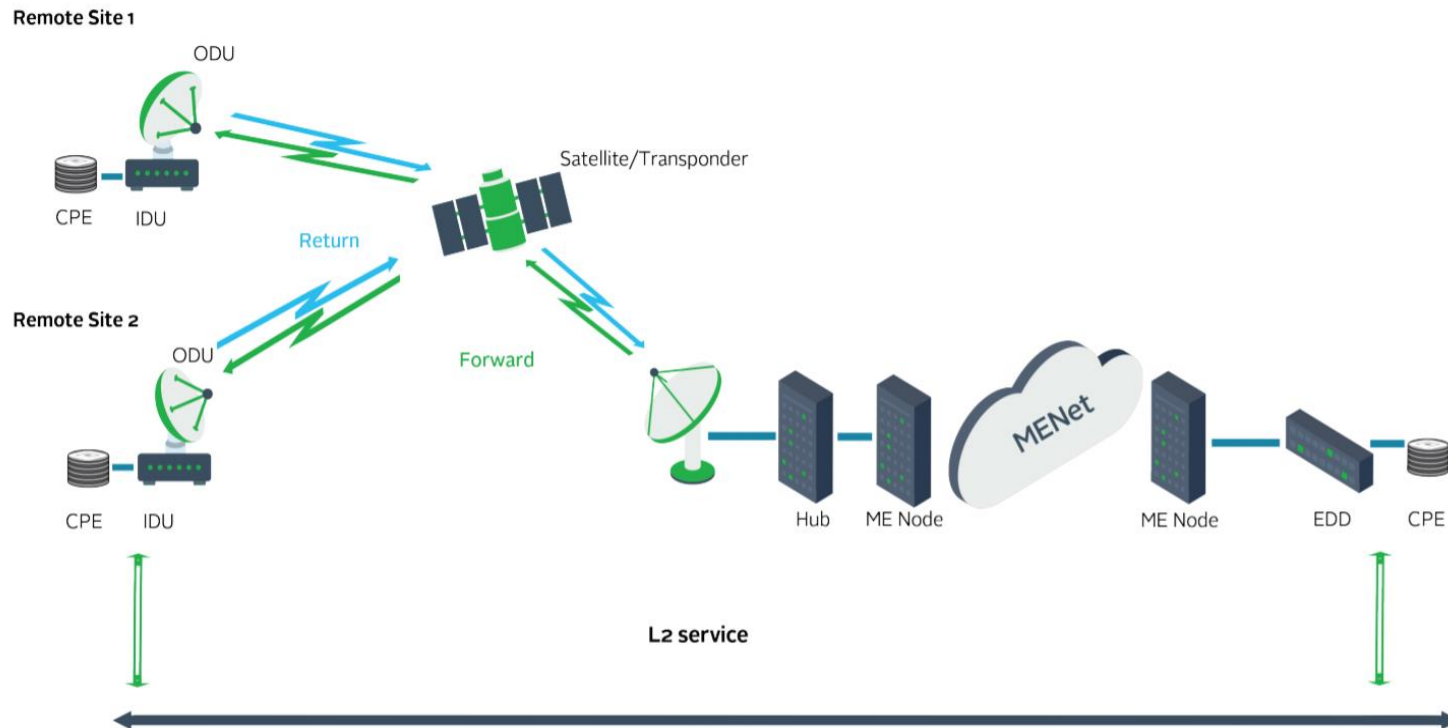 Remote Site 1
ODU
Satellite/Transponder
CPE
IDU
Return
Remote Site 2
ODU
Forward
MENet
CPE
IDU
Hub
ME Node
ME Node
EDD
CPE
L2 service